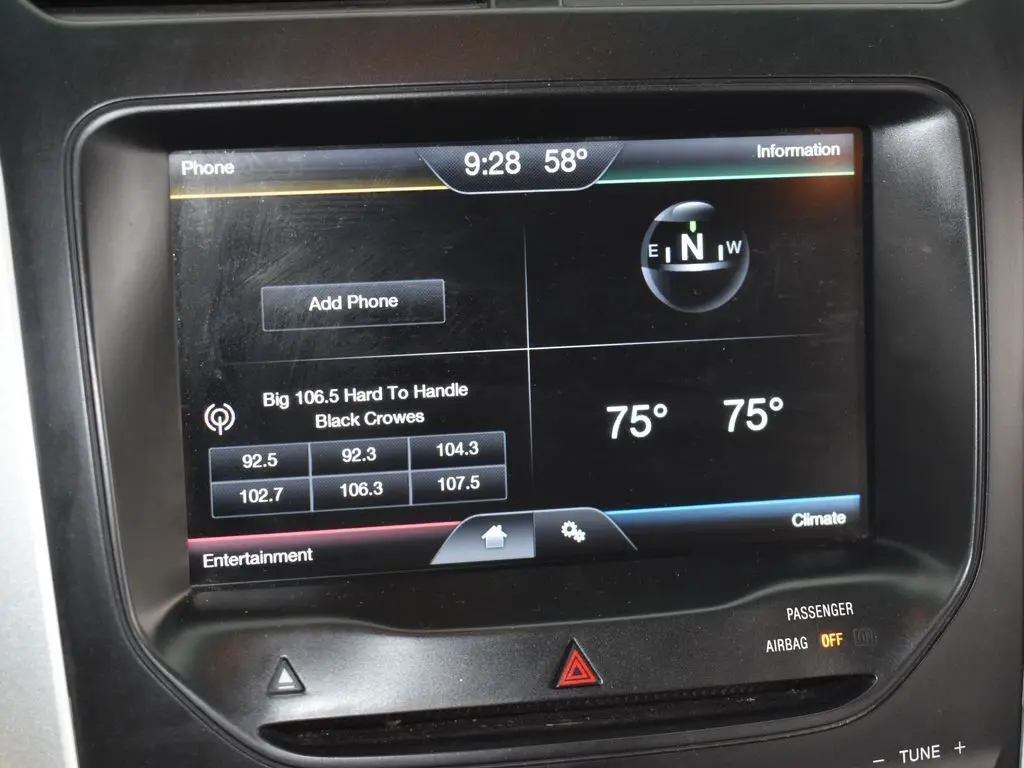 Phone
9:28 58°
Information
E N W
Add Phone
Big 106.5 Hard To Handle
Black Crowes
92.5 92.3 104.3
102.7 106.3 107.5
75° 75°
Entertainment
Climate
PASSENGER
AIRBAG OFF
− TUNE +